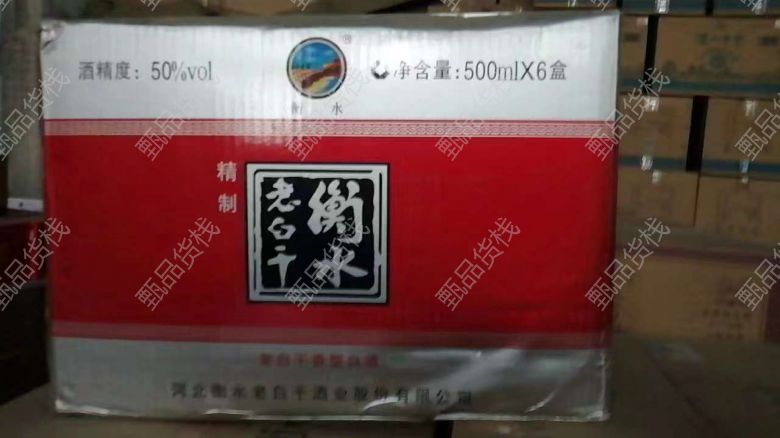 酒精度：50%vol
®
衡 水
净含量：500mlX6盒
精制
衡水
老白干
老白干香型白酒
河北衡水老白干酒业股份有限公司
甄品货栈